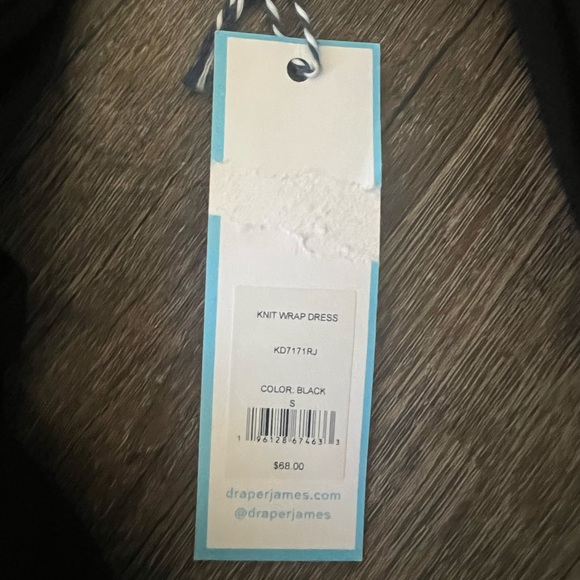 KNIT WRAP DRESS
KD7171RJ
COLOR: BLACK
S
1 96128 67463 3
$68.00
draperjames.com
@draperjames